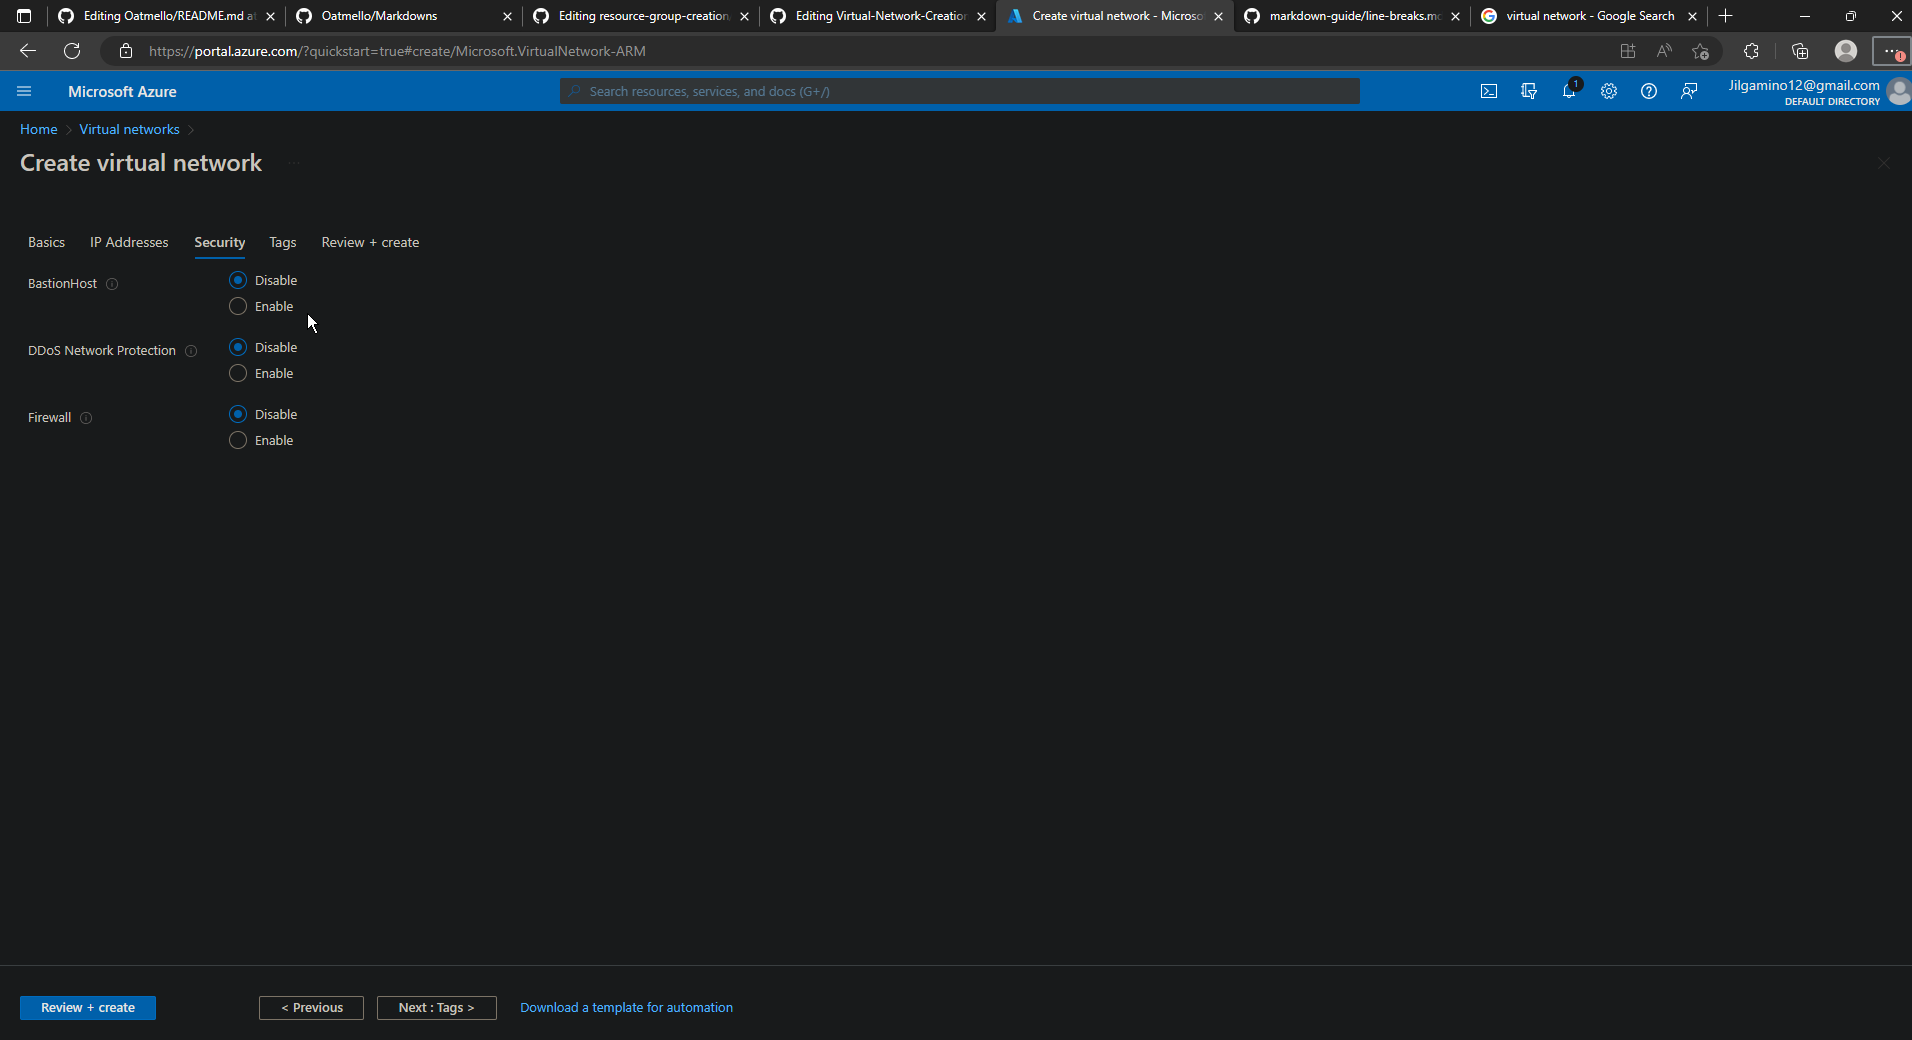 Editing Oatmello/README.md at
Oatmello/Markdowns
Editing resource-group-creation
Editing Virtual-Network-Creation
Create virtual network - Microso
markdown-guide/line-breaks.md
virtual network - Google Search
https://portal.azure.com/?quickstart=true#create/Microsoft.VirtualNetwork-ARM
Microsoft Azure
Search resources, services, and docs (G+/)
1
Jilgamino12@gmail.com
DEFAULT DIRECTORY
Home > Virtual networks >
Create virtual network ...
Basics IP Addresses Security Tags Review + create
BastionHost
Disable
Enable
DDoS Network Protection
Disable
Enable
Firewall
Disable
Enable
Review + create
< Previous
Next : Tags >
Download a template for automation